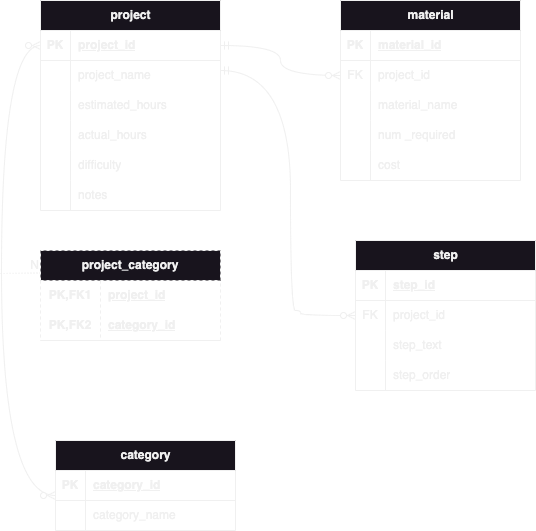 project
PK project_id
project_name
estimated_hours
actual_hours
difficulty
notes
material
PK material_id
FK project_id
material_name
num _required
cost
project_category
PK,FK1 project_id
PK,FK2 category_id
step
PK step_id
FK project_id
step_text
step_order
category
PK category_id
category_name